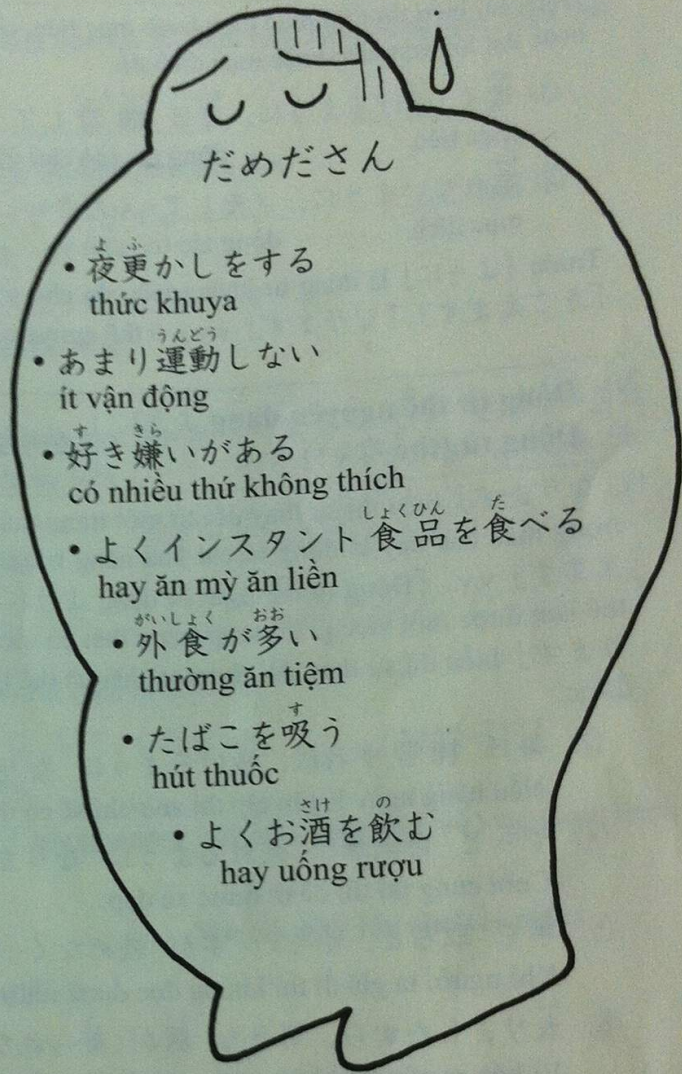 だめださん
・夜更かしをする
thức khuya
・あまり運動しない
ít vận động
・好き嫌いがある
có nhiều thứ không thích
・よくインスタント食品を食べる
hay ăn mỳ ăn liền
・外食が多い
thường ăn tiệm
・たばこを吸う
hút thuốc
・よくお酒を飲む
hay uống rượu